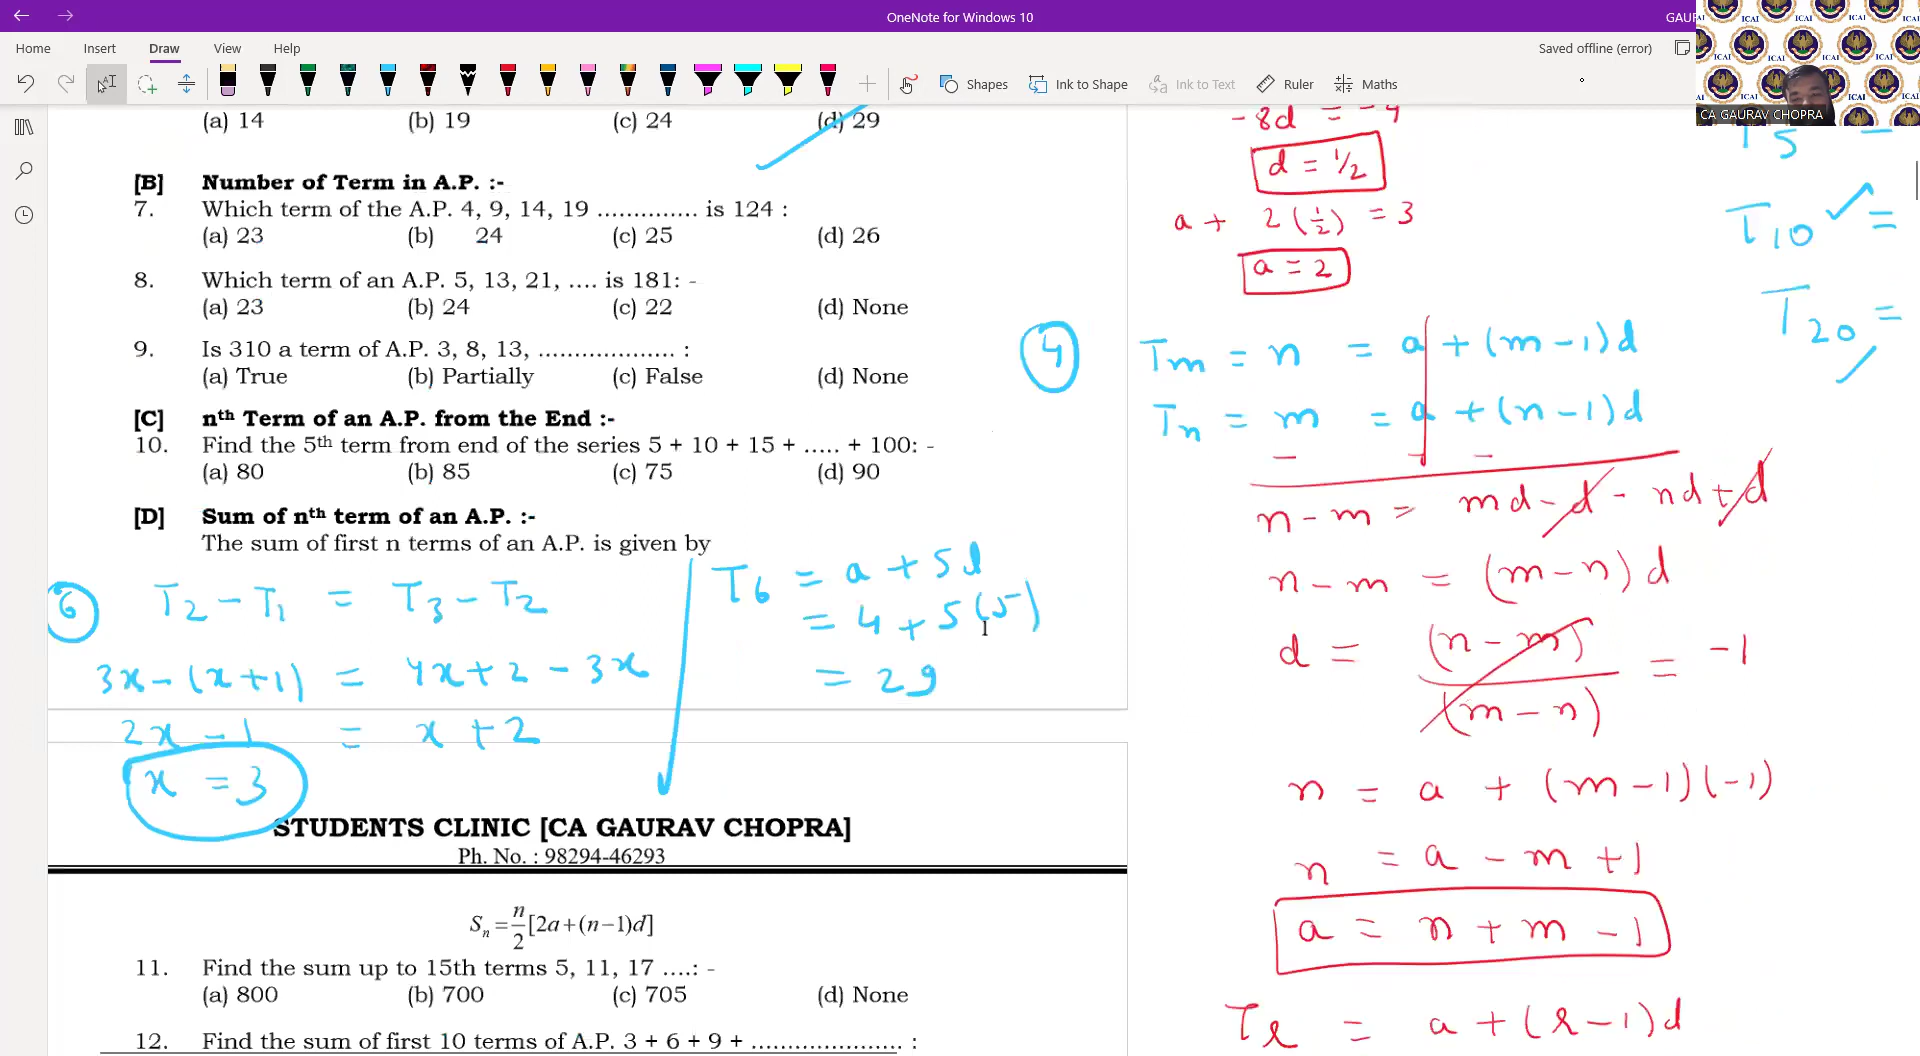 OneNote for Windows 10
GAUR
Home Insert Draw View Help
Saved offline (error)
Shapes Ink to Shape Ink to Text Ruler Maths
ICAI
CA GAURAV CHOPRA
(a) 14 (b) 19 (c) 24 (d) 29
[B] Number of Term in A.P. :-
7. Which term of the A.P. 4, 9, 14, 19 .............. is 124 :
(a) 23 (b) 24 (c) 25 (d) 26
8. Which term of an A.P. 5, 13, 21, .... is 181: -
(a) 23 (b) 24 (c) 22 (d) None
9. Is 310 a term of A.P. 3, 8, 13, ................... :
(a) True (b) Partially (c) False (d) None
[C] nth Term of an A.P. from the End :-
10. Find the 5th term from end of the series 5 + 10 + 15 + ..... + 100: -
(a) 80 (b) 85 (c) 75 (d) 90
[D] Sum of nth term of an A.P. :-
The sum of first n terms of an A.P. is given by
6 T2 - T1 = T3 - T2
3x - (x+1) = 4x+2 - 3x
2x - 1 = x + 2
x = 3
T6 = a + 5d
= 4 + 5(5)
= 29
STUDENTS CLINIC [CA GAURAV CHOPRA]
Ph. No. : 98294-46293
Sn = n/2 [2a+(n−1)d]
11. Find the sum up to 15th terms 5, 11, 17 ....: -
(a) 800 (b) 700 (c) 705 (d) None
12. Find the sum of first 10 terms of A.P. 3 + 6 + 9 + ..................... :
-8d = -4
d = 1/2
a + 2(1/2) = 3
a = 2
4 Tm = n = a + (m-1)d
Tn = m = a + (n-1)d
- - -
n - m = md - d - nd + d
n - m = (m-n)d
d = (n-m)/(m-n) = -1
n = a + (m-1)(-1)
n = a - m + 1
a = n + m - 1
Tr = a + (r-1)d
T5 =
T10 =
T20 =